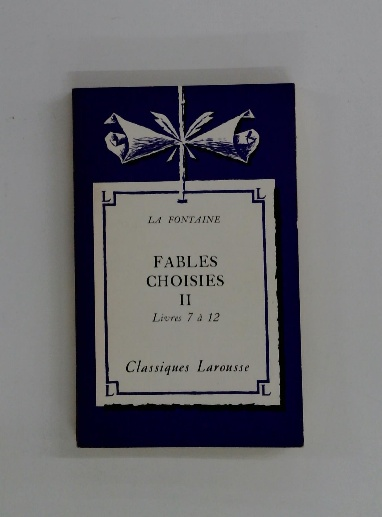 L L
LA FONTAINE
FABLES
CHOISIES
II
Livres 7 à 12
Classiques Larousse
L L